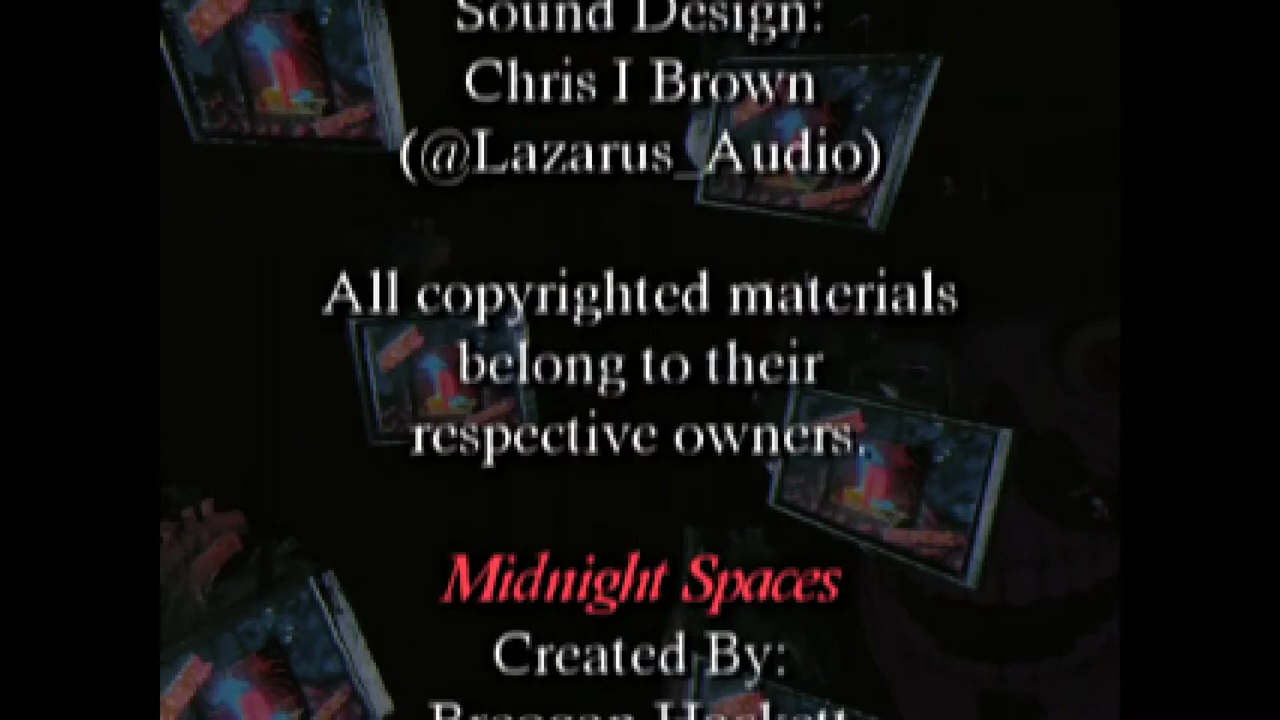 Sound Design:
Chris I Brown
(@Lazarus_Audio)
All copyrighted materials
belong to their
respective owners.
Midnight Spaces
Created By: